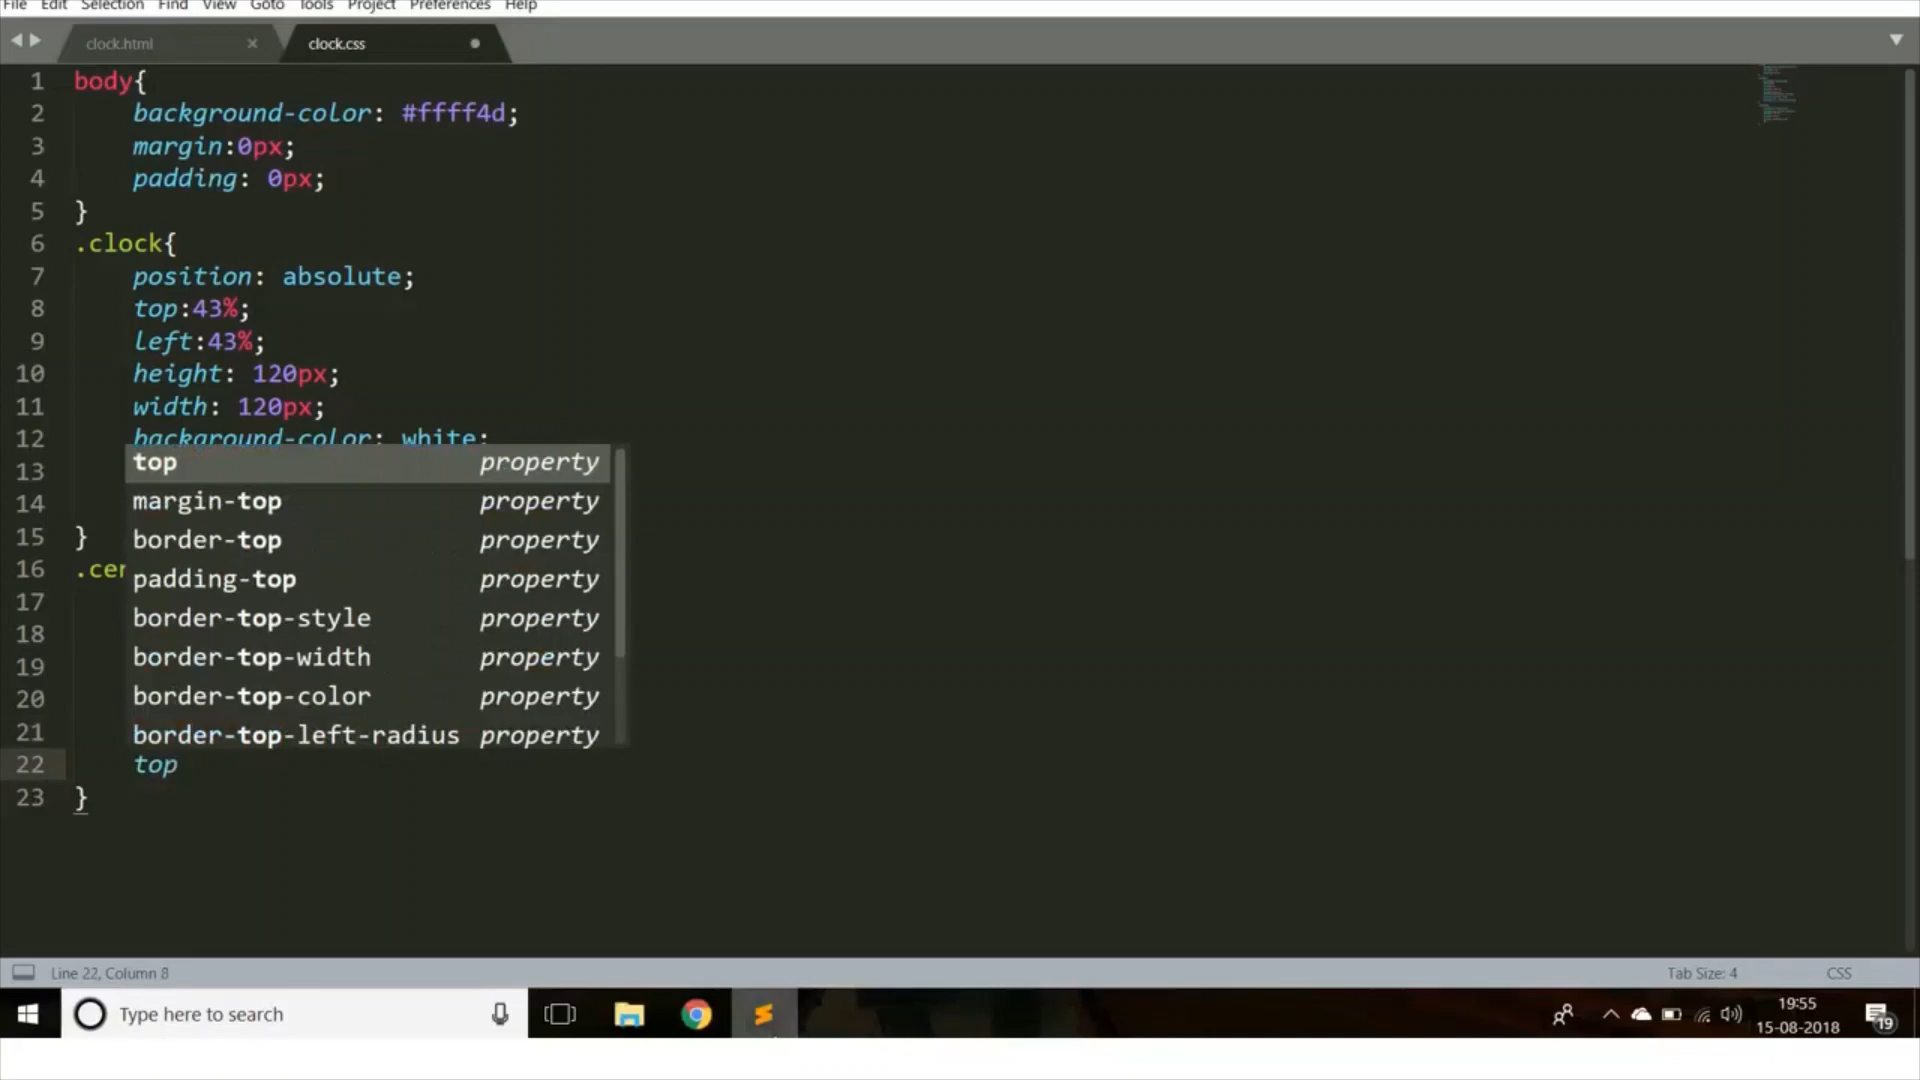 File Edit Selection Find View Goto Tools Project Preferences Help
clock.html × clock.css
1 body{
2 background-color: #ffff4d;
3 margin:0px;
4 padding: 0px;
5 }
6 .clock{
7 position: absolute;
8 top:43%;
9 left:43%;
10 height: 120px;
11 width: 120px;
12 background-color: white;
13
14
15 }
16 .cen
17
18
19
20
21
22 top
23 }
top property
margin-top property
border-top property
padding-top property
border-top-style property
border-top-width property
border-top-color property
border-top-left-radius property
Line 22, Column 8
Tab Size: 4
CSS
Type here to search
19:55
15-08-2018
19